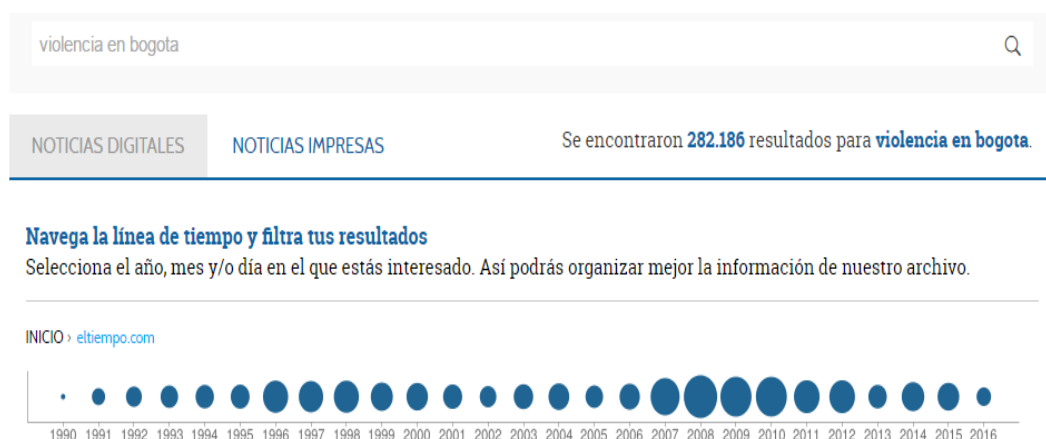 violencia en bogota
NOTICIAS DIGITALES NOTICIAS IMPRESAS Se encontraron 282.186 resultados para violencia en bogota.
Navega la línea de tiempo y filtra tus resultados
Selecciona el año, mes y/o día en el que estás interesado. Así podrás organizar mejor la información de nuestro archivo.
INICIO › eltiempo.com
1990 1991 1992 1993 1994 1995 1996 1997 1998 1999 2000 2001 2002 2003 2004 2005 2006 2007 2008 2009 2010 2011 2012 2013 2014 2015 2016